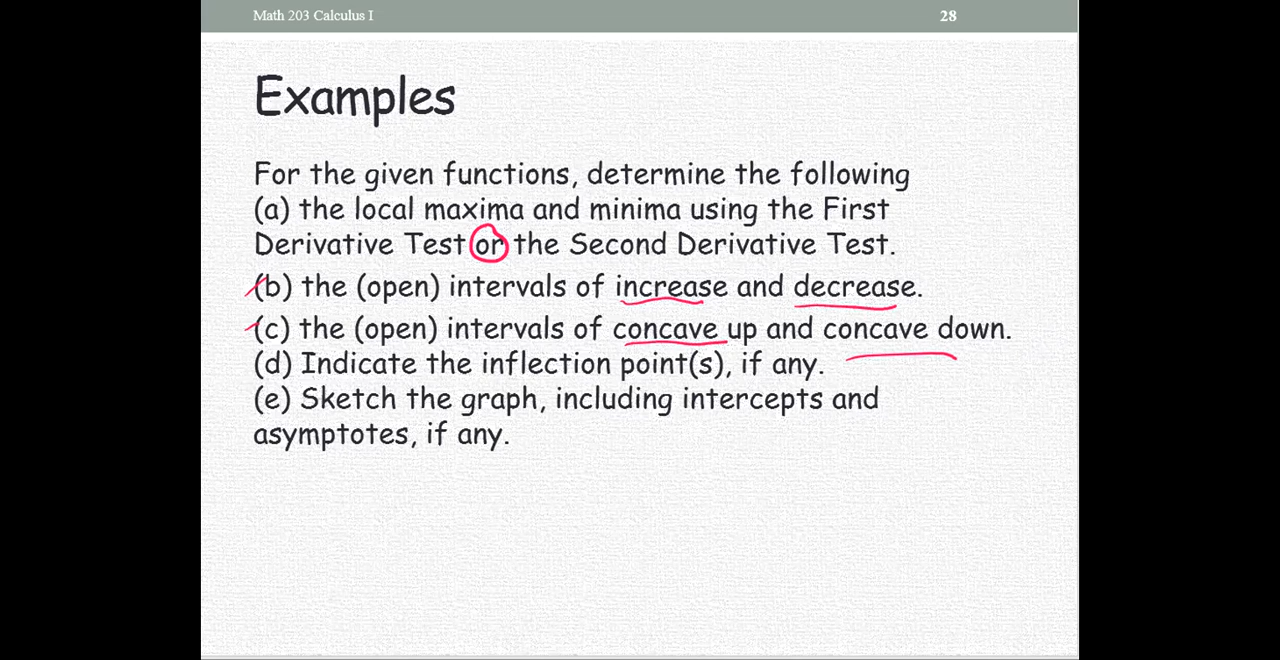 Math 203 Calculus I 28
Examples
For the given functions, determine the following
(a) the local maxima and minima using the First
Derivative Test or the Second Derivative Test.
(b) the (open) intervals of increase and decrease.
(c) the (open) intervals of concave up and concave down.
(d) Indicate the inflection point(s), if any.
(e) Sketch the graph, including intercepts and
asymptotes, if any.